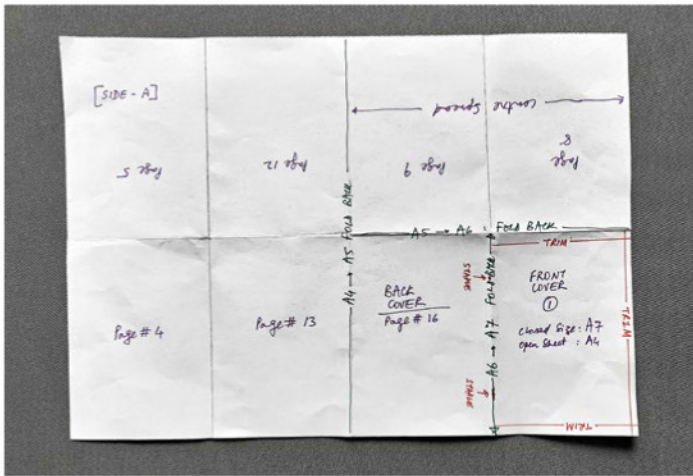 [SIDE - A]
Centre Spread
Page 5
Page 12
Page 9
Page
8
A4 → A5 FOLD BACK
A5 → A6 : FOLD BACK
Page # 4
Page # 13
BACK
COVER
Page # 16
STAPLE
STAPLE
A6 → A7 FOLD BACK
TRIM
FRONT
COVER
1
closed Size : A7
open Sheet : A4
TRIM
TRIM